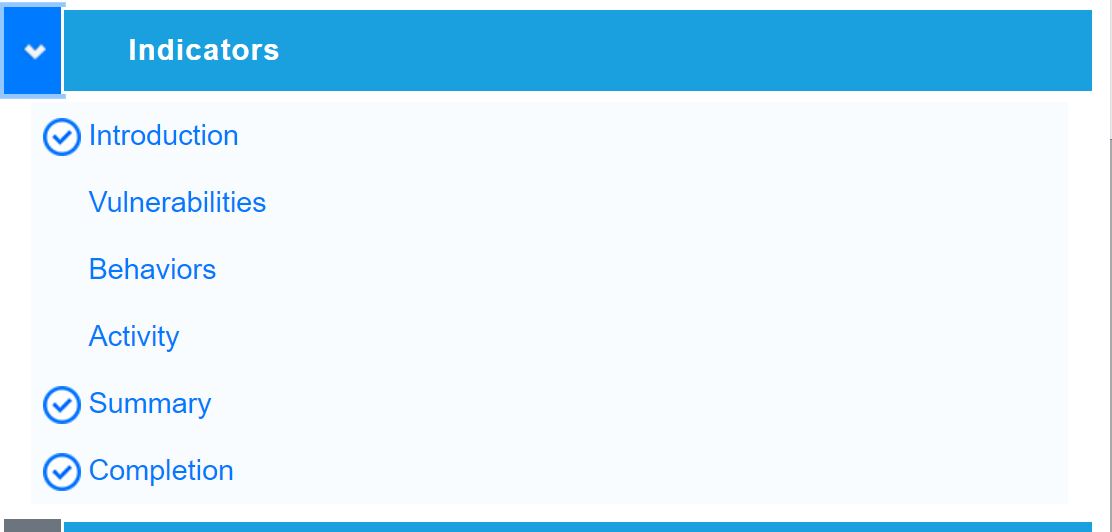 Indicators
Introduction
Vulnerabilities
Behaviors
Activity
Summary
Completion